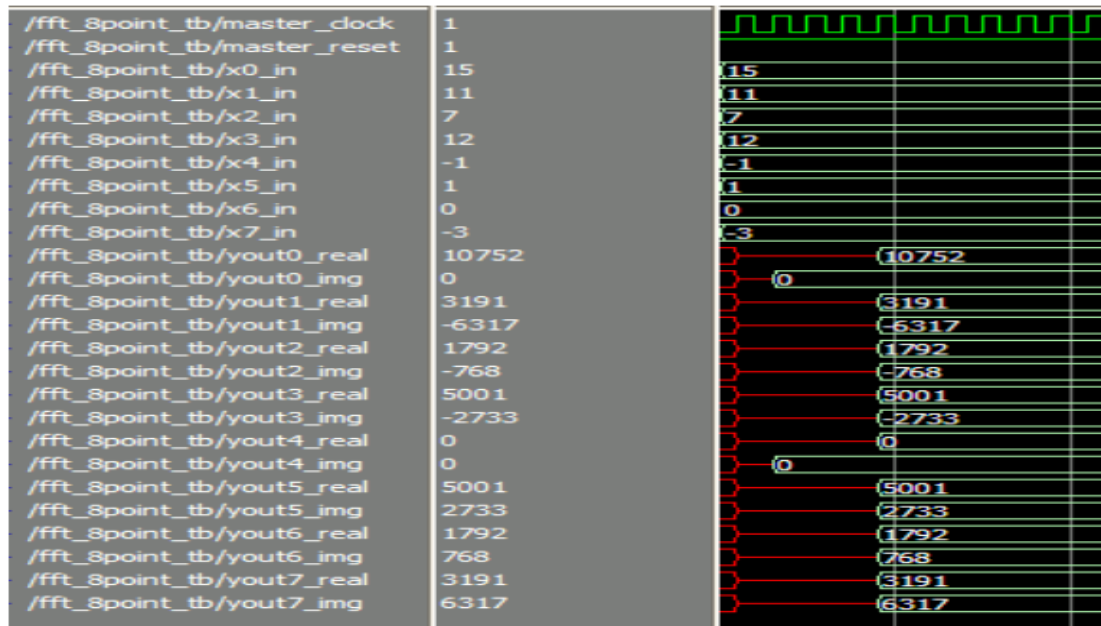 /fft_8point_tb/master_clock 1
/fft_8point_tb/master_reset 1
/fft_8point_tb/x0_in 15 15
/fft_8point_tb/x1_in 11 11
/fft_8point_tb/x2_in 7 7
/fft_8point_tb/x3_in 12 12
/fft_8point_tb/x4_in -1 -1
/fft_8point_tb/x5_in 1 1
/fft_8point_tb/x6_in 0 0
/fft_8point_tb/x7_in -3 -3
/fft_8point_tb/yout0_real 10752 10752
/fft_8point_tb/yout0_img 0 0
/fft_8point_tb/yout1_real 3191 3191
/fft_8point_tb/yout1_img -6317 -6317
/fft_8point_tb/yout2_real 1792 1792
/fft_8point_tb/yout2_img -768 -768
/fft_8point_tb/yout3_real 5001 5001
/fft_8point_tb/yout3_img -2733 -2733
/fft_8point_tb/yout4_real 0 0
/fft_8point_tb/yout4_img 0 0
/fft_8point_tb/yout5_real 5001 5001
/fft_8point_tb/yout5_img 2733 2733
/fft_8point_tb/yout6_real 1792 1792
/fft_8point_tb/yout6_img 768 768
/fft_8point_tb/yout7_real 3191 3191
/fft_8point_tb/yout7_img 6317 6317